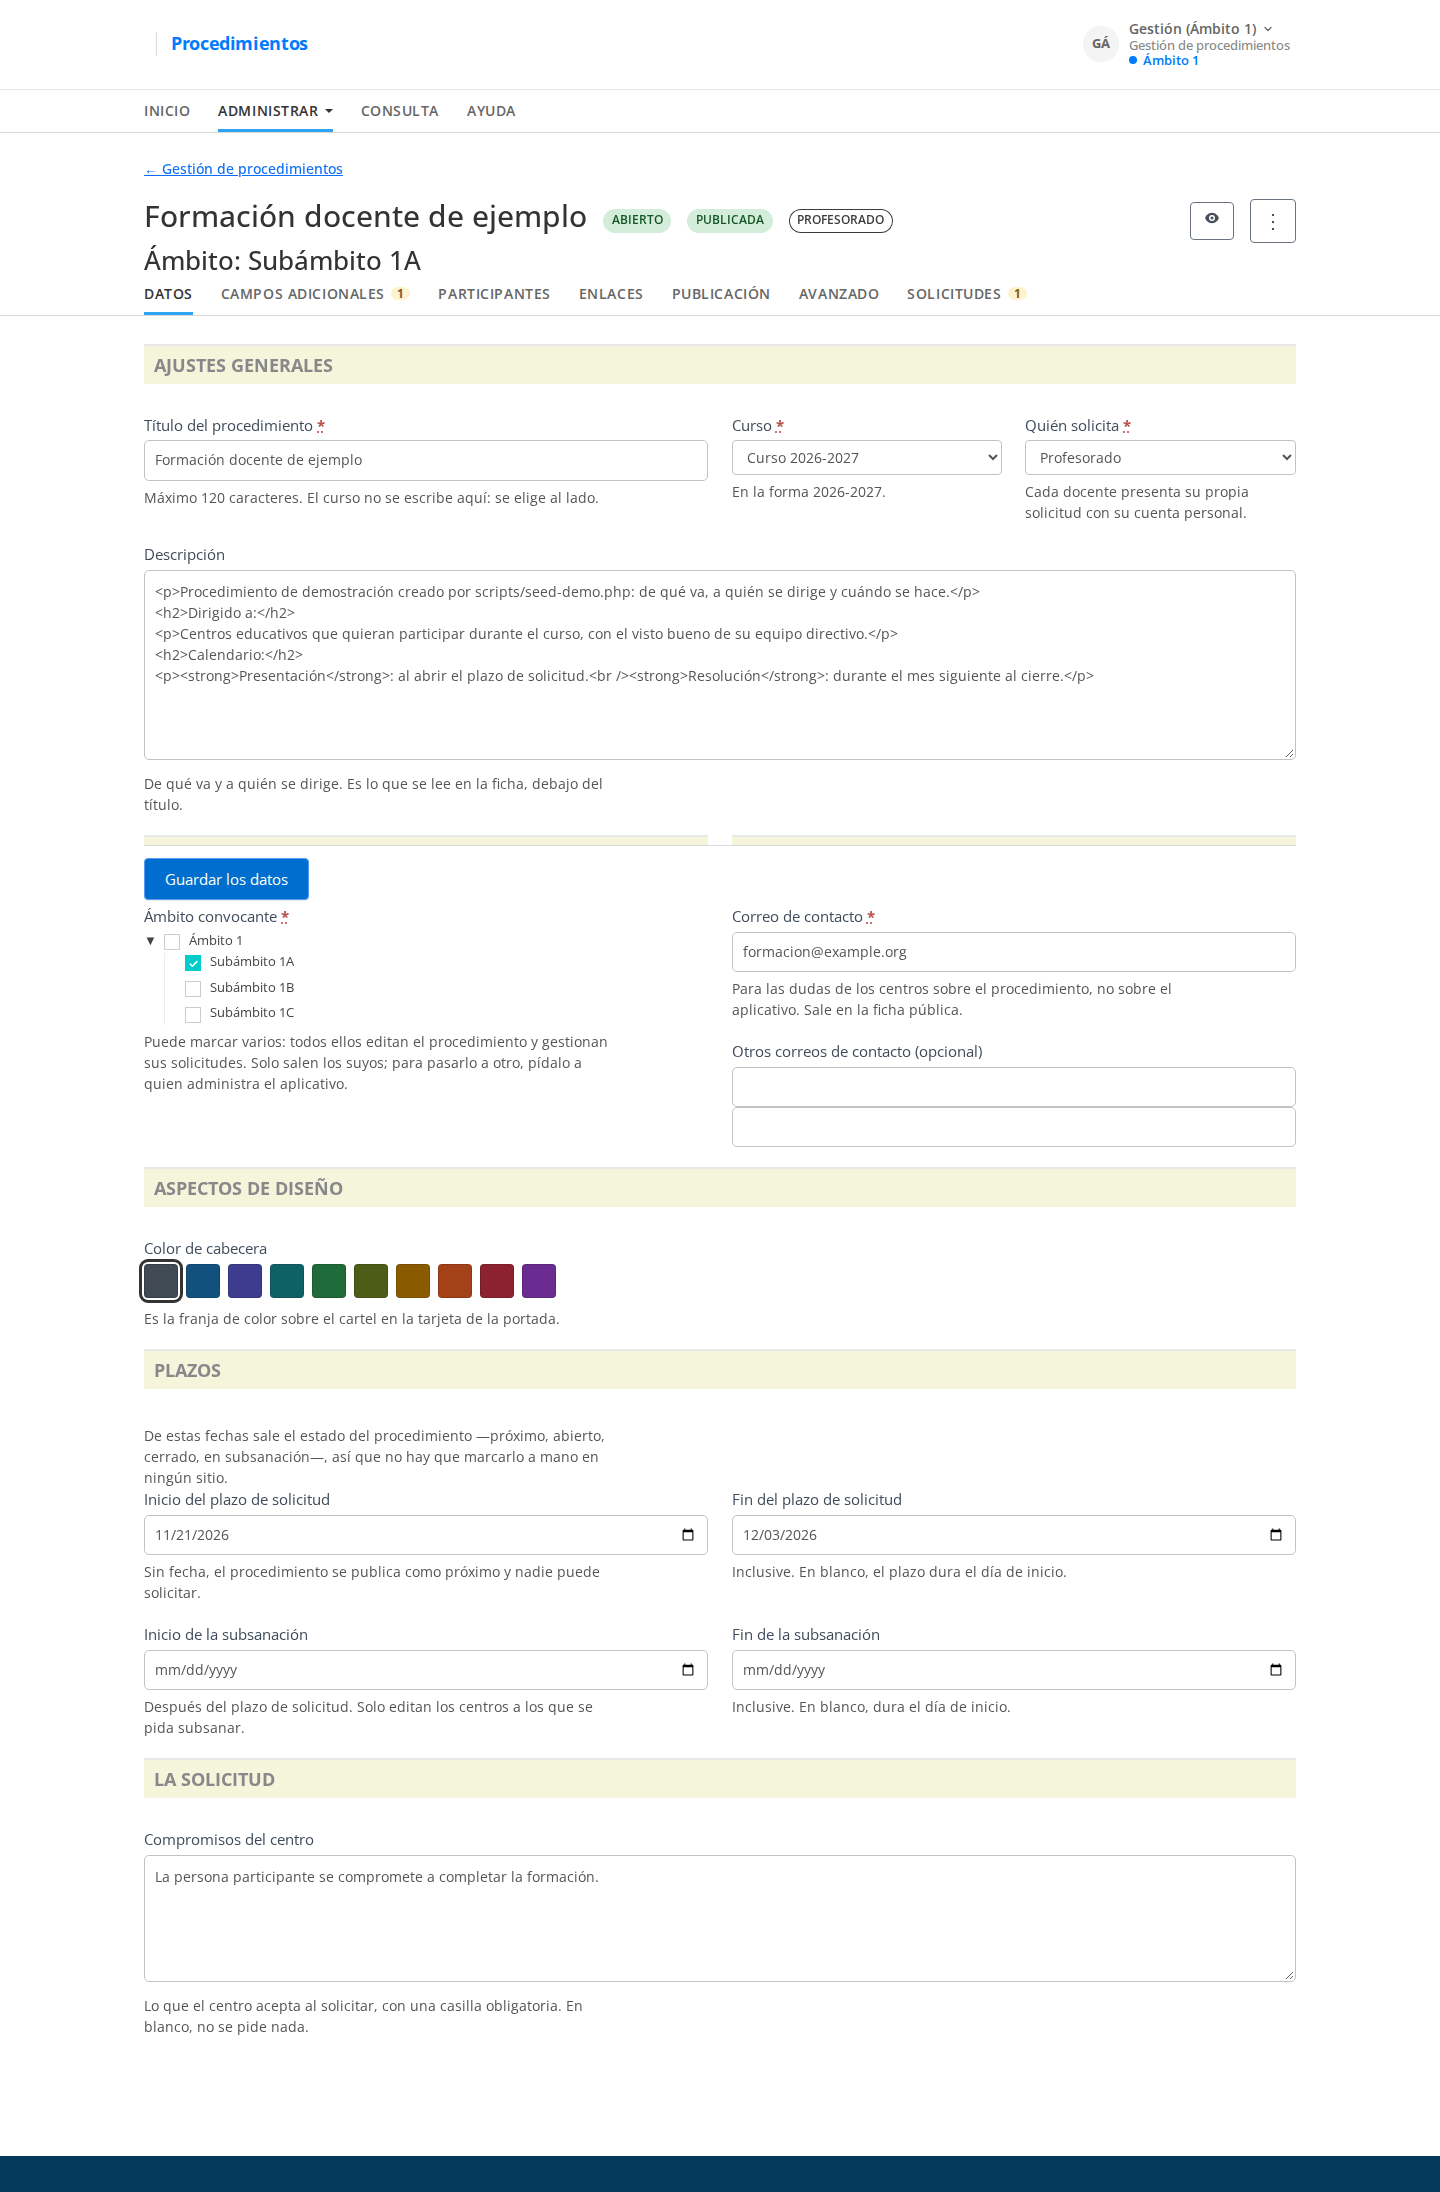 Procedimientos
GÁ
Gestión (Ámbito 1)
Gestión de procedimientos
Ámbito 1
INICIO
ADMINISTRAR
CONSULTA
AYUDA
← Gestión de procedimientos
Formación docente de ejemplo
ABIERTO
PUBLICADA
PROFESORADO
Ámbito: Subámbito 1A
DATOS
CAMPOS ADICIONALES 1
PARTICIPANTES
ENLACES
PUBLICACIÓN
AVANZADO
SOLICITUDES 1
AJUSTES GENERALES
Título del procedimiento *
Formación docente de ejemplo
Máximo 120 caracteres. El curso no se escribe aquí: se elige al lado.
Curso *
Curso 2026-2027
En la forma 2026-2027.
Quién solicita *
Profesorado
Cada docente presenta su propia
solicitud con su cuenta personal.
Descripción
<p>Procedimiento de demostración creado por scripts/seed-demo.php: de qué va, a quién se dirige y cuándo se hace.</p>
<h2>Dirigido a:</h2>
<p>Centros educativos que quieran participar durante el curso, con el visto bueno de su equipo directivo.</p>
<h2>Calendario:</h2>
<p><strong>Presentación</strong>: al abrir el plazo de solicitud.<br /><strong>Resolución</strong>: durante el mes siguiente al cierre.</p>
De qué va y a quién se dirige. Es lo que se lee en la ficha, debajo del
título.
Guardar los datos
Ámbito convocante *
▼ Ámbito 1
Subámbito 1A
Subámbito 1B
Subámbito 1C
Puede marcar varios: todos ellos editan el procedimiento y gestionan
sus solicitudes. Solo salen los suyos; para pasarlo a otro, pídalo a
quien administra el aplicativo.
Correo de contacto *
formacion@example.org
Para las dudas de los centros sobre el procedimiento, no sobre el
aplicativo. Sale en la ficha pública.
Otros correos de contacto (opcional)
ASPECTOS DE DISEÑO
Color de cabecera
Es la franja de color sobre el cartel en la tarjeta de la portada.
PLAZOS
De estas fechas sale el estado del procedimiento —próximo, abierto,
cerrado, en subsanación—, así que no hay que marcarlo a mano en
ningún sitio.
Inicio del plazo de solicitud
11/21/2026
Sin fecha, el procedimiento se publica como próximo y nadie puede
solicitar.
Fin del plazo de solicitud
12/03/2026
Inclusive. En blanco, el plazo dura el día de inicio.
Inicio de la subsanación
mm/dd/yyyy
Después del plazo de solicitud. Solo editan los centros a los que se
pida subsanar.
Fin de la subsanación
mm/dd/yyyy
Inclusive. En blanco, dura el día de inicio.
LA SOLICITUD
Compromisos del centro
La persona participante se compromete a completar la formación.
Lo que el centro acepta al solicitar, con una casilla obligatoria. En
blanco, no se pide nada.